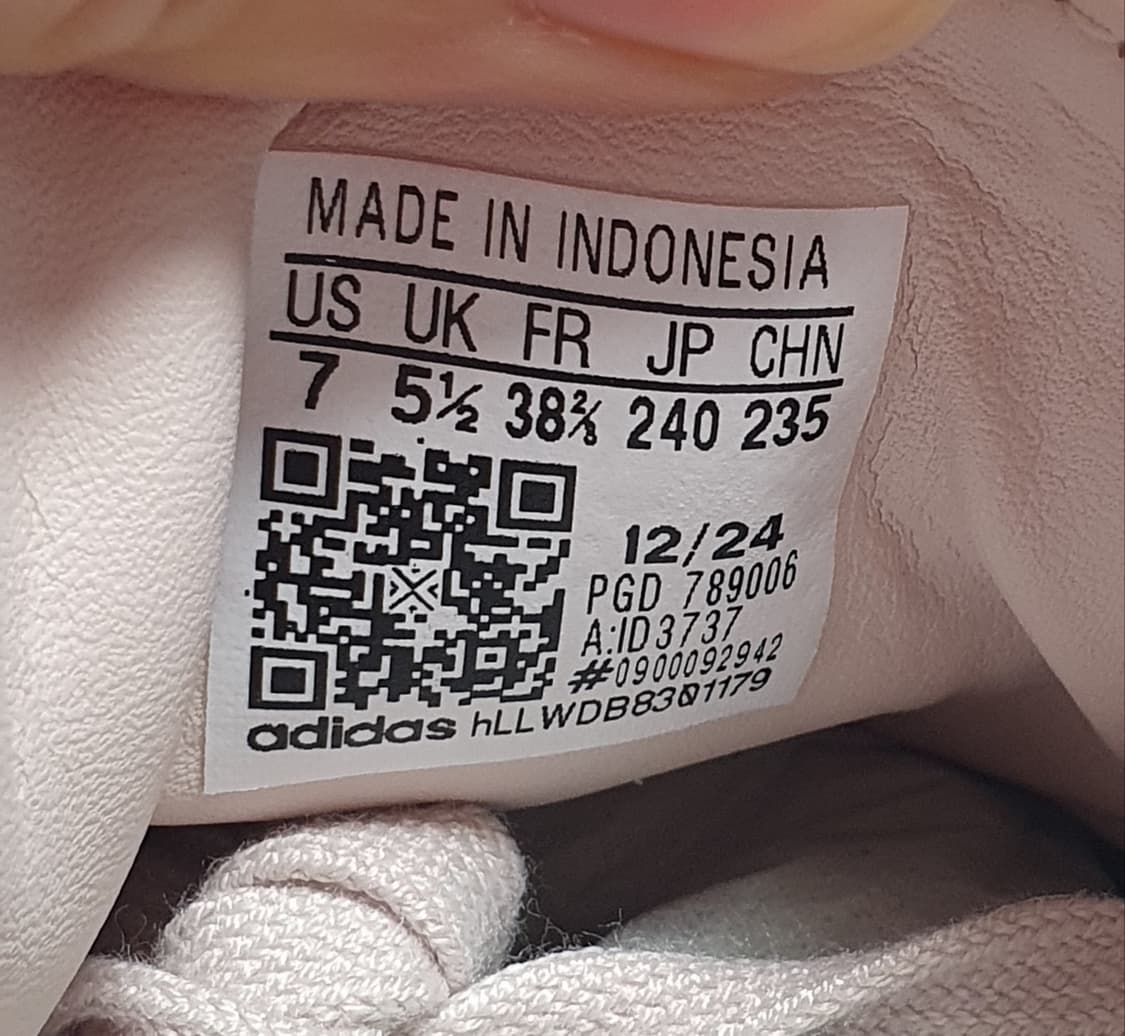 MADE IN INDONESIA
US UK FR JP CHN
7 5½ 38⅔ 240 235
12/24
PGD 789006
A:ID3737
#0900092942
adidas hLLWDB8301179